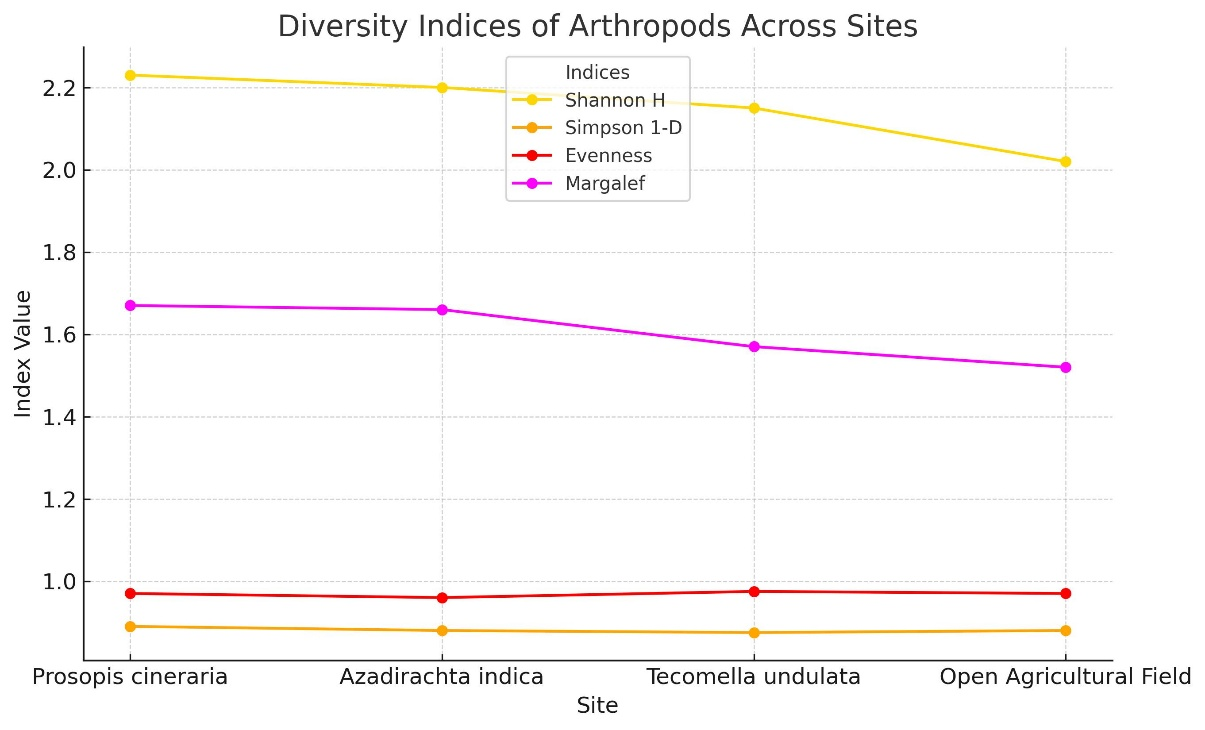 Diversity Indices of Arthropods Across Sites
Indices
Shannon H
Simpson 1-D
Evenness
Margalef
2.2
2.0
1.8
1.6
1.4
1.2
1.0
Index Value
Prosopis cineraria
Azadirachta indica
Tecomella undulata
Open Agricultural Field
Site